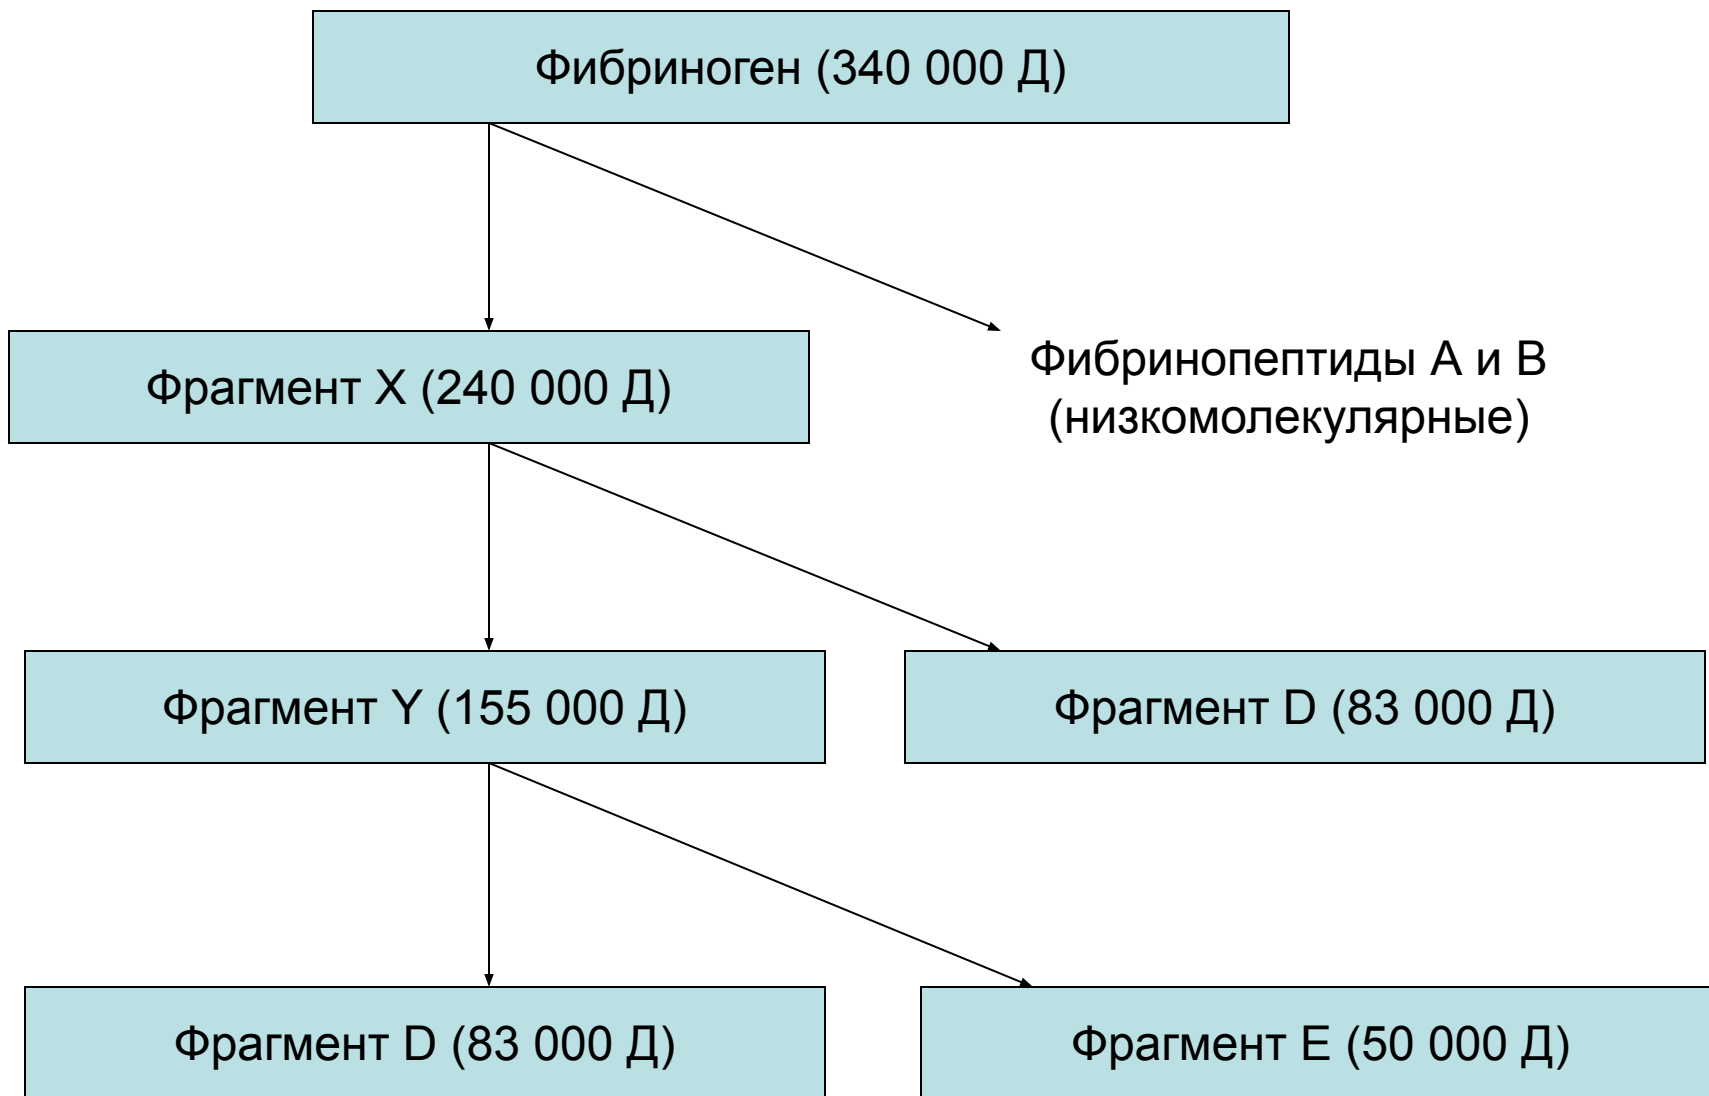 Фибриноген (340 000 Д)
Фрагмент X (240 000 Д)
Фибринопептиды А и В
(низкомолекулярные)
Фрагмент Y (155 000 Д)
Фрагмент D (83 000 Д)
Фрагмент D (83 000 Д)
Фрагмент E (50 000 Д)